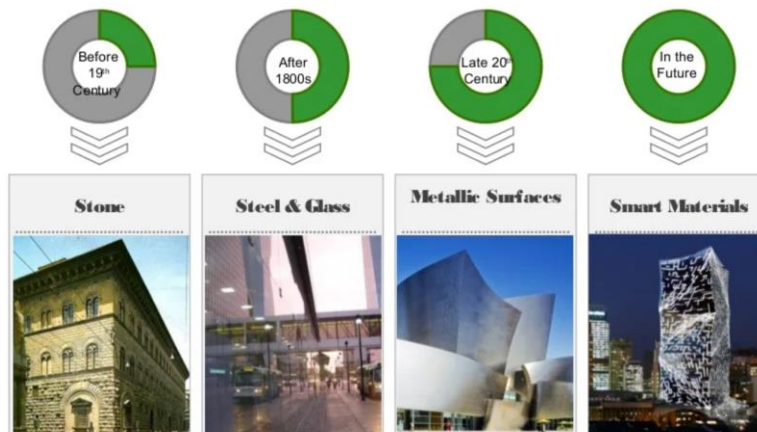 Before
19th
Century
After
1800s
Late 20th
Century
In the
Future
Stone
Steel & Glass
Metallic Surfaces
Smart Materials